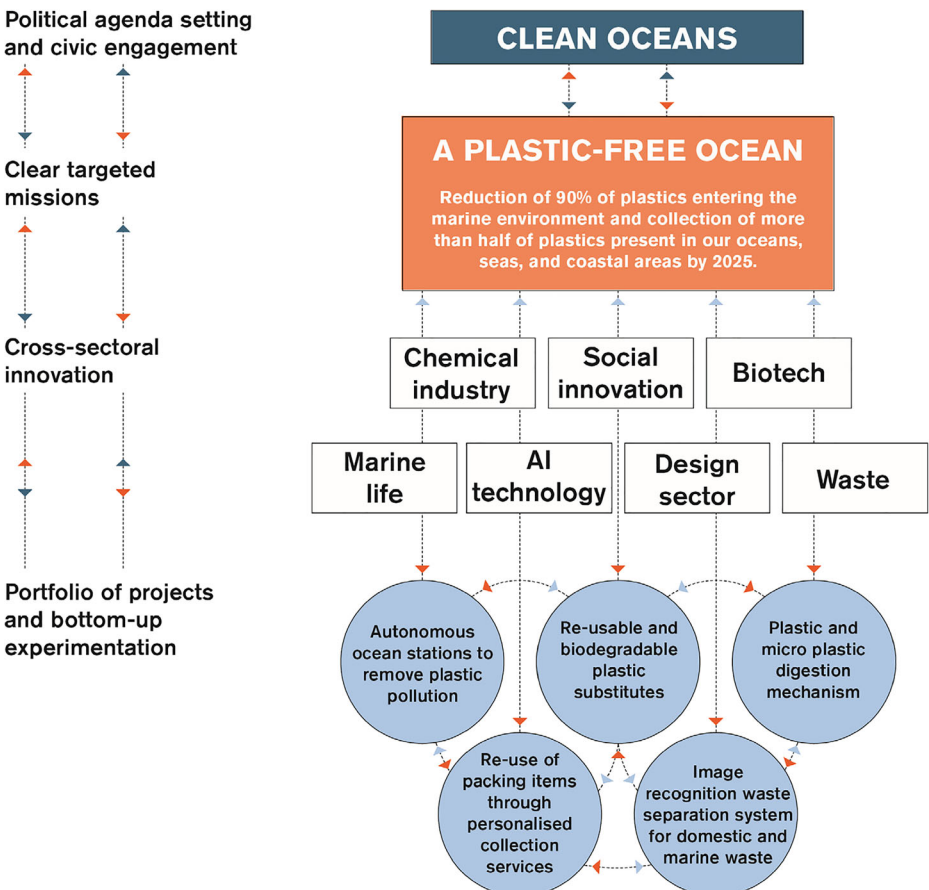 Political agenda setting
and civic engagement
CLEAN OCEANS
A PLASTIC-FREE OCEAN
Reduction of 90% of plastics entering the
marine environment and collection of more
than half of plastics present in our oceans,
seas, and coastal areas by 2025.
Clear targeted
missions
Cross-sectoral
innovation
Chemical
industry
Social
innovation
Biotech
Marine
life
AI
technology
Design
sector
Waste
Portfolio of projects
and bottom-up
experimentation
Autonomous
ocean stations to
remove plastic
pollution
Re-usable and
biodegradable
plastic
substitutes
Plastic and
micro plastic
digestion
mechanism
Re-use of
packing items
through
personalised
collection
services
Image
recognition waste
separation system
for domestic and
marine waste